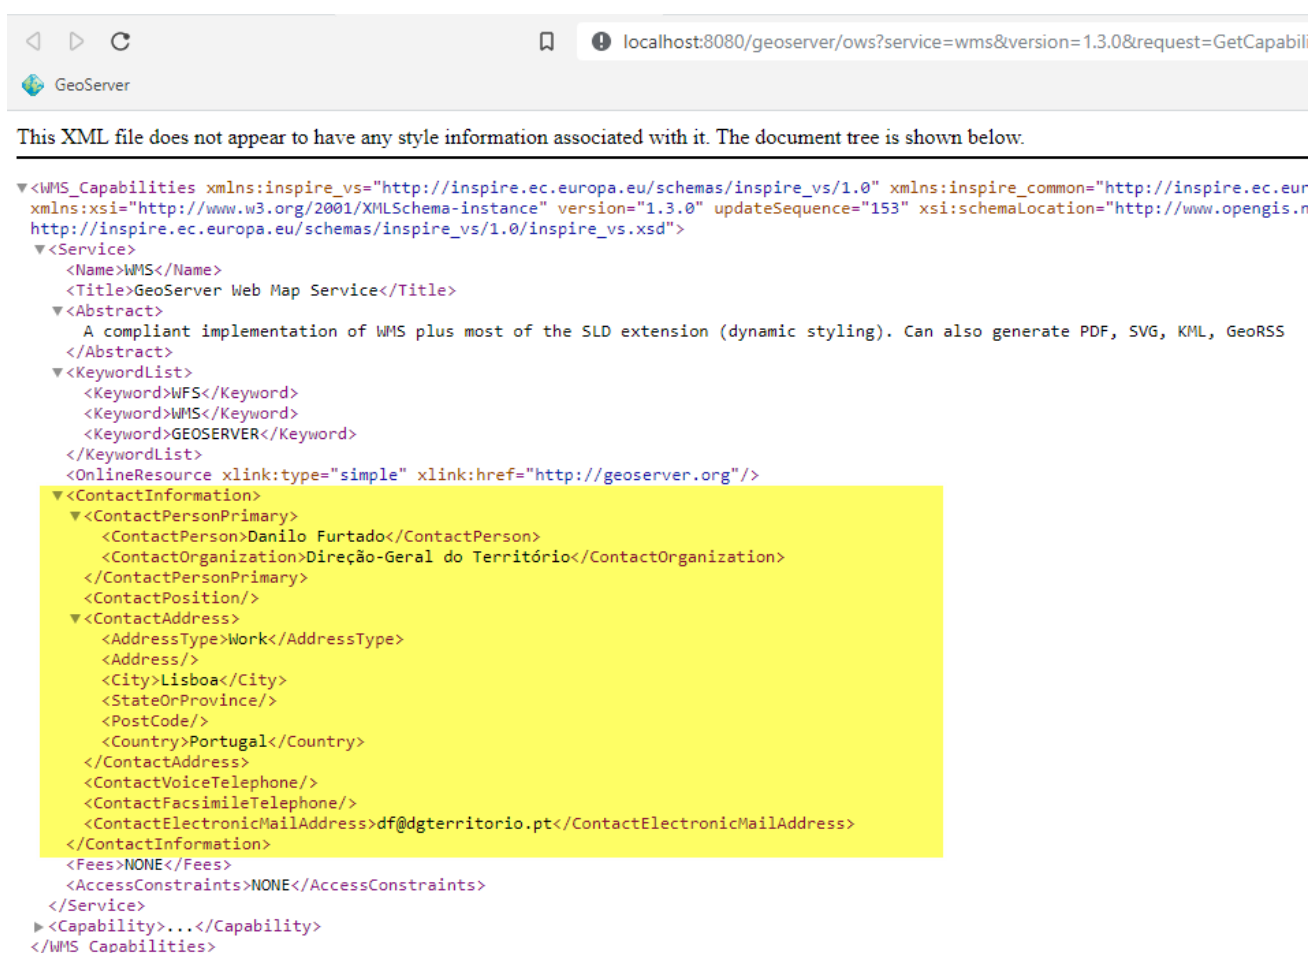 localhost:8080/geoserver/ows?service=wms&version=1.3.0&request=GetCapabili
GeoServer
This XML file does not appear to have any style information associated with it. The document tree is shown below.
▼<WMS_Capabilities xmlns:inspire_vs="http://inspire.ec.europa.eu/schemas/inspire_vs/1.0" xmlns:inspire_common="http://inspire.ec.eur
xmlns:xsi="http://www.w3.org/2001/XMLSchema-instance" version="1.3.0" updateSequence="153" xsi:schemaLocation="http://www.opengis.n
http://inspire.ec.europa.eu/schemas/inspire_vs/1.0/inspire_vs.xsd">
▼<Service>
<Name>WMS</Name>
<Title>GeoServer Web Map Service</Title>
▼<Abstract>
A compliant implementation of WMS plus most of the SLD extension (dynamic styling). Can also generate PDF, SVG, KML, GeoRSS
</Abstract>
▼<KeywordList>
<Keyword>WFS</Keyword>
<Keyword>WMS</Keyword>
<Keyword>GEOSERVER</Keyword>
</KeywordList>
<OnlineResource xlink:type="simple" xlink:href="http://geoserver.org"/>
▼<ContactInformation>
▼<ContactPersonPrimary>
<ContactPerson>Danilo Furtado</ContactPerson>
<ContactOrganization>Direção-Geral do Território</ContactOrganization>
</ContactPersonPrimary>
<ContactPosition/>
▼<ContactAddress>
<AddressType>Work</AddressType>
<Address/>
<City>Lisboa</City>
<StateOrProvince/>
<PostCode/>
<Country>Portugal</Country>
</ContactAddress>
<ContactVoiceTelephone/>
<ContactFacsimileTelephone/>
<ContactElectronicMailAddress>df@dgterritorio.pt</ContactElectronicMailAddress>
</ContactInformation>
<Fees>NONE</Fees>
<AccessConstraints>NONE</AccessConstraints>
</Service>
▶<Capability>...</Capability>
</WMS_Capabilities>